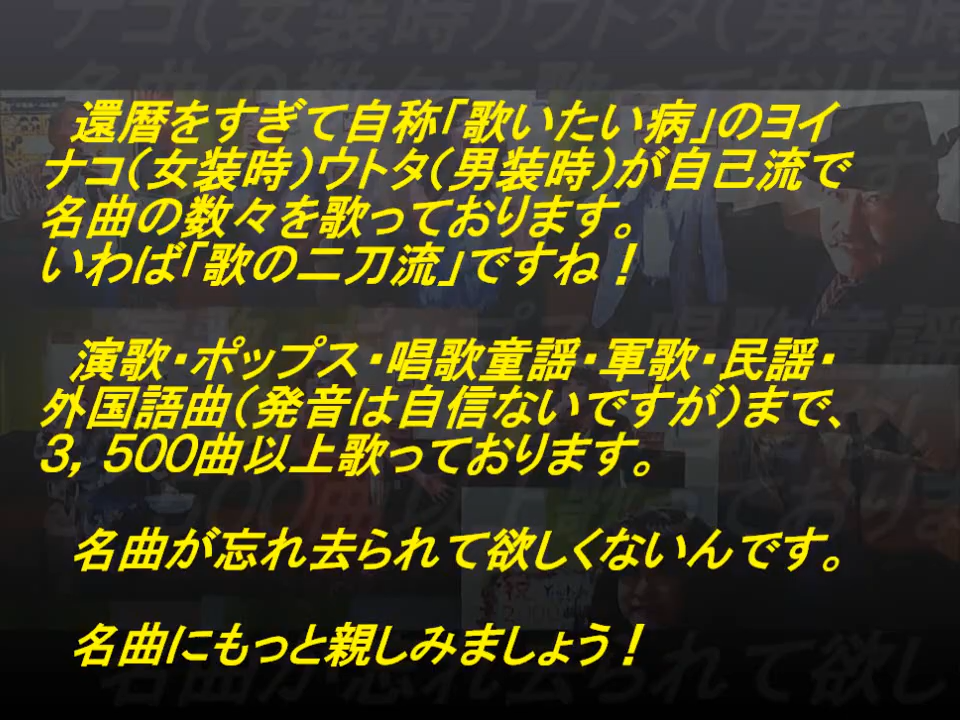 還暦をすぎて自称「歌いたい病」のヨイ
ナコ（女装時）ウトタ（男装時）が自己流で
名曲の数々を歌っております。
いわば「歌の二刀流」ですね！
演歌・ポップス・唱歌童謡・軍歌・民謡・
外国語曲（発音は自信ないですが）まで、
３，５００曲以上歌っております。
名曲が忘れ去られて欲しくないんです。
名曲にもっと親しみましょう！